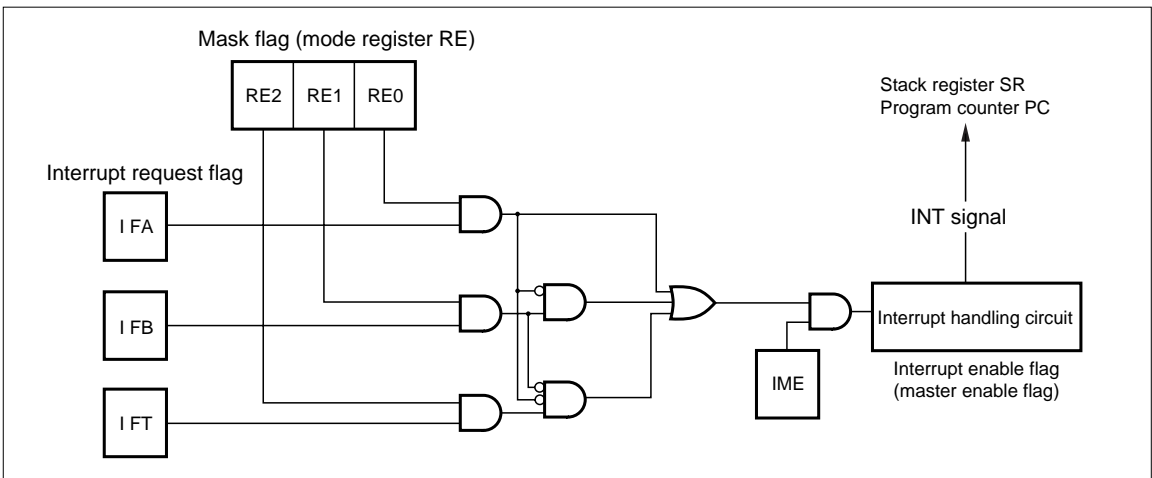 Mask flag (mode register RE)
RE2 RE1 RE0
Stack register SR
Program counter PC
Interrupt request flag
I FA
INT signal
I FB
Interrupt handling circuit
IME
Interrupt enable flag
(master enable flag)
I FT